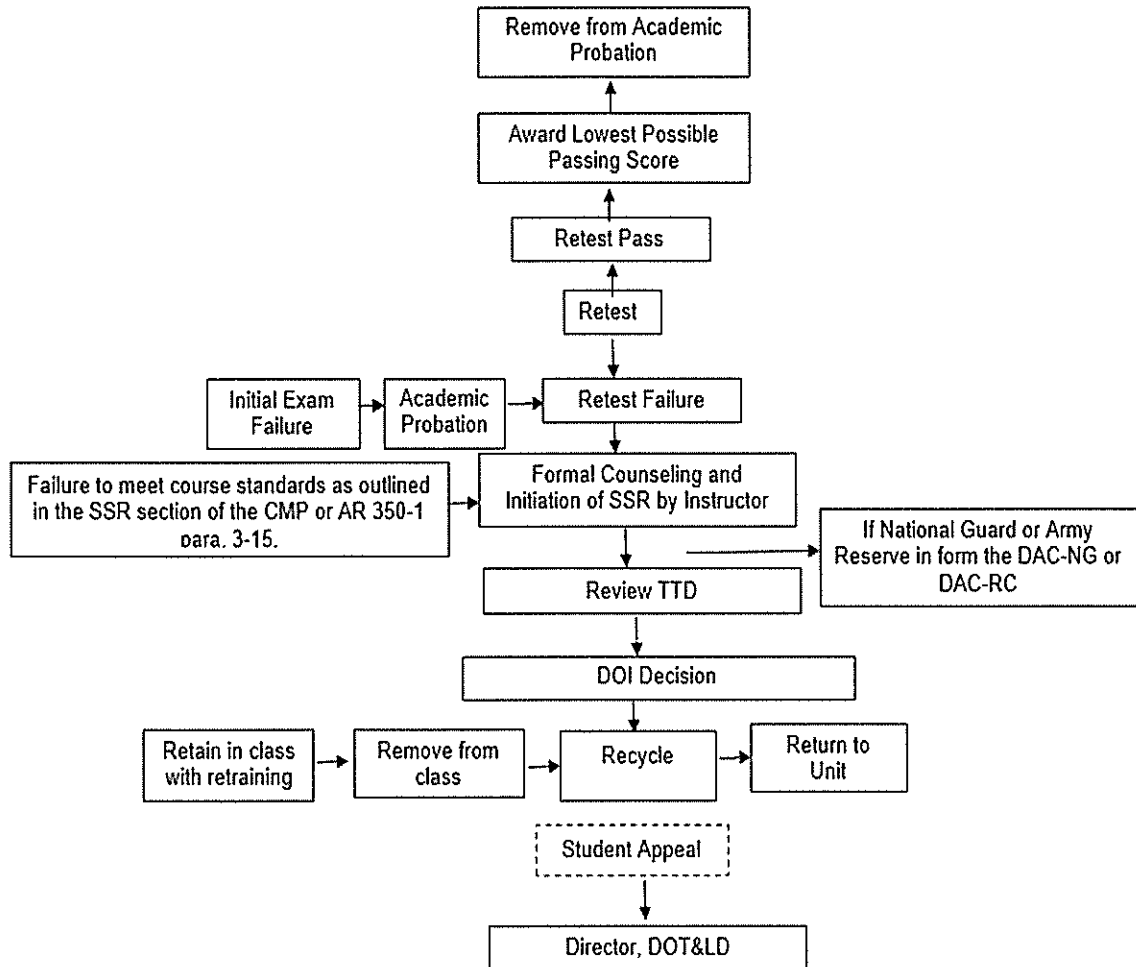 Remove from Academic
Probation
Award Lowest Possible
Passing Score
Retest Pass
Retest
Initial Exam
Failure
Academic
Probation
Retest Failure
Failure to meet course standards as outlined
in the SSR section of the CMP or AR 350-1
para. 3-15.
Formal Counseling and
Initiation of SSR by Instructor
If National Guard or Army
Reserve in form the DAC-NG or
DAC-RC
Review TTD
DOI Decision
Retain in class
with retraining
Remove from
class
Recycle
Return to
Unit
Student Appeal
Director, DOT&LD